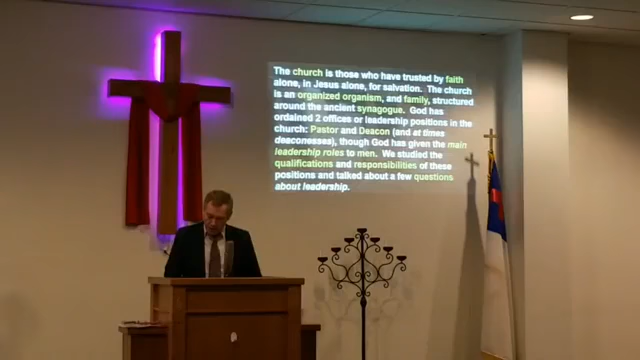 The church is those who have trusted by faith
alone, in Jesus alone, for salvation. The church
is an organized organism, and family, structured
around the ancient synagogue. God has
ordained 2 offices or leadership positions in the
church: Pastor and Deacon (and at times
deaconesses), though God has given the main
leadership roles to men. We studied the
qualifications and responsibilities of these
positions and talked about a few questions
about leadership.